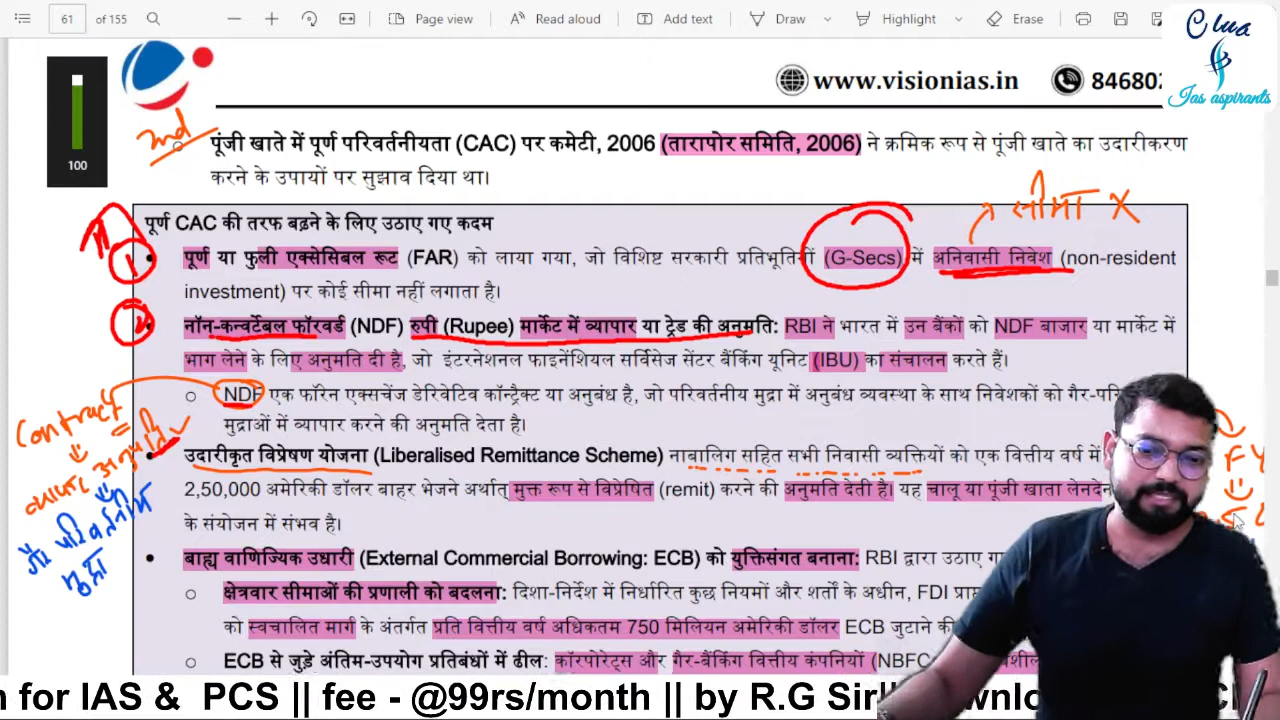 61 of 155 Page view Read aloud Add text Draw Highlight Erase
Clua
Ias aspirants
www.visionias.in 84680
100
2nd
पूंजी खाते में पूर्ण परिवर्तनीयता (CAC) पर कमेटी, 2006 (तारापोर समिति, 2006) ने क्रमिक रूप से पूंजी खाते का उदारीकरण
करने के उपायों पर सुझाव दिया था।
सीमा X
पूर्ण CAC की तरफ बढ़ने के लिए उठाए गए कदम
1 • पूर्ण या फुली एक्सेसिबल रूट (FAR) को लाया गया, जो विशिष्ट सरकारी प्रतिभूतियों (G-Secs) में अनिवासी निवेश (non-resident
investment) पर कोई सीमा नहीं लगाता है।
• नॉन-कन्वर्टेबल फॉरवर्ड (NDF) रुपी (Rupee) मार्केट में व्यापार या ट्रेड की अनुमति: RBI ने भारत में उन बैंकों को NDF बाजार या मार्केट में
भाग लेने के लिए अनुमति दी है, जो इंटरनेशनल फाइनेंशियल सर्विसेज सेंटर बैंकिंग यूनिट (IBU) का संचालन करते हैं।
○ NDF एक फॉरेन एक्सचेंज डेरिवेटिव कॉन्ट्रैक्ट या अनुबंध है, जो परिवर्तनीय मुद्रा में अनुबंध व्यवस्था के साथ निवेशकों को
मुद्राओं में व्यापार करने की अनुमति देता है।
Contract
• उदारीकृत विप्रेषण योजना (Liberalised Remittance Scheme) नाबालिग सहित सभी निवासी व्यक्तियों को एक वित्तीय वर्ष में
F Y
2,50,000 अमेरिकी डॉलर बाहर भेजने अर्थात् मुक्त रूप से विप्रेषित (remit) करने की अनुमति देती है। यह चालू या पूंजी खाता
के संयोजन में संभव है।
गैर परिवर्तनीय
मुद्रा
• बाह्य वाणिज्यिक उधारी (External Commercial Borrowing: ECB) को युक्तिसंगत बनाना: RBI द्वारा उठाए
○ क्षेत्रवार सीमाओं की प्रणाली को बदलना: दिशा-निर्देश में निर्धारित कुछ नियमों और शर्तों के अधीन, FDI
को स्वचालित मार्ग के अंतर्गत प्रति वित्तीय वर्ष अधिकतम 750 मिलियन अमेरिकी डॉलर ECB जुटाने की
○ ECB से जुड़े अंतिम-उपयोग प्रतिबंधों में ढील: कॉरपोरेट्स और गैर-बैंकिंग वित्तीय कंपनियों (NBFC
for IAS & PCS || fee - @99rs/month || by R.G Sir||